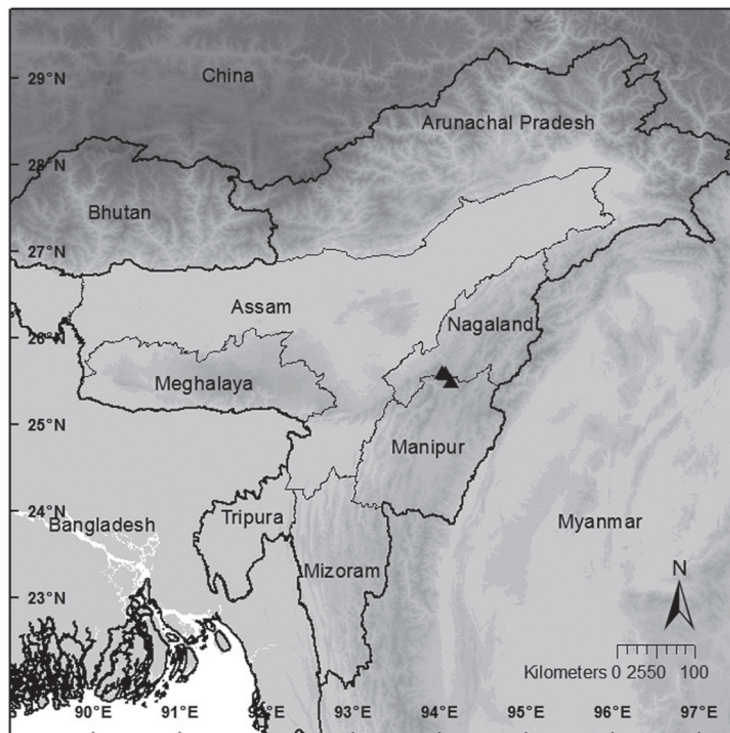 29°N
China
Arunachal Pradesh
28°N
Bhutan
27°N
Assam
Nagaland
26°N
Meghalaya
25°N
Manipur
24°N
Bangladesh
Tripura
Myanmar
Mizoram
N
23°N
Kilometers 0 2550 100
90°E 91°E 92°E 93°E 94°E 95°E 96°E 97°E